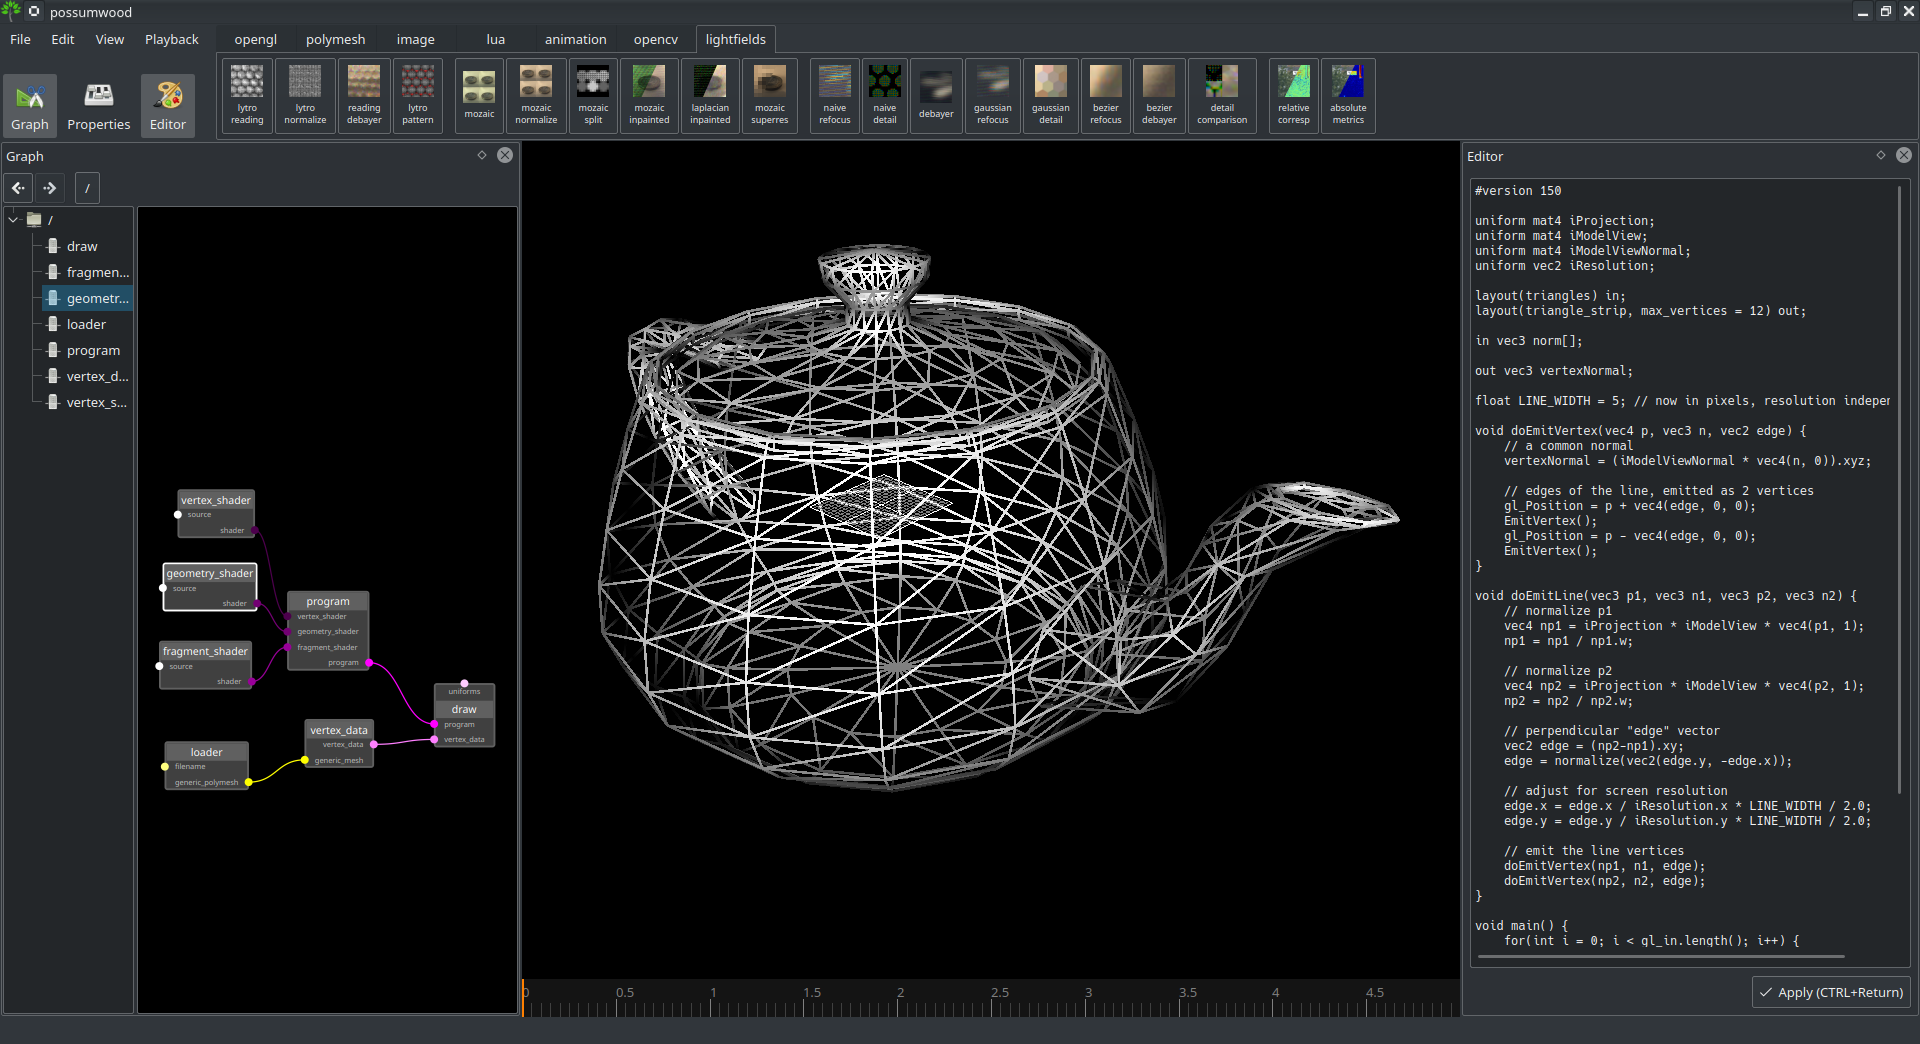 possumwood
File Edit View Playback
opengl polymesh image lua animation opencv lightfields
Graph Properties Editor
lytro reading
lytro normalize
reading debayer
lytro pattern
mozaic
mozaic normalize
mozaic split
mozaic inpainted
laplacian inpainted
mozaic superres
naive refocus
naive detail
debayer
gaussian refocus
gaussian detail
bezier refocus
bezier debayer
detail comparison
relative corresp
absolute metrics
Graph
/
/
draw
fragmen...
geometr...
loader
program
vertex_d...
vertex_s...
vertex_shader
source
shader
geometry_shader
source
shader
fragment_shader
source
shader
program
vertex_shader
geometry_shader
fragment_shader
program
uniforms
draw
program
vertex_data
vertex_data
vertex_data
generic_mesh
loader
filename
generic_polymesh
0 0.5 1 1.5 2 2.5 3 3.5 4 4.5
Editor
#version 150
uniform mat4 iProjection;
uniform mat4 iModelView;
uniform mat4 iModelViewNormal;
uniform vec2 iResolution;
layout(triangles) in;
layout(triangle_strip, max_vertices = 12) out;
in vec3 norm[];
out vec3 vertexNormal;
float LINE_WIDTH = 5; // now in pixels, resolution indeper
void doEmitVertex(vec4 p, vec3 n, vec2 edge) {
// a common normal
vertexNormal = (iModelViewNormal * vec4(n, 0)).xyz;
// edges of the line, emitted as 2 vertices
gl_Position = p + vec4(edge, 0, 0);
EmitVertex();
gl_Position = p - vec4(edge, 0, 0);
EmitVertex();
}
void doEmitLine(vec3 p1, vec3 n1, vec3 p2, vec3 n2) {
// normalize p1
vec4 np1 = iProjection * iModelView * vec4(p1, 1);
np1 = np1 / np1.w;
// normalize p2
vec4 np2 = iProjection * iModelView * vec4(p2, 1);
np2 = np2 / np2.w;
// perpendicular "edge" vector
vec2 edge = (np2-np1).xy;
edge = normalize(vec2(edge.y, -edge.x));
// adjust for screen resolution
edge.x = edge.x / iResolution.x * LINE_WIDTH / 2.0;
edge.y = edge.y / iResolution.y * LINE_WIDTH / 2.0;
// emit the line vertices
doEmitVertex(np1, n1, edge);
doEmitVertex(np2, n2, edge);
}
void main() {
for(int i = 0; i < gl_in.length(); i++) {
Apply (CTRL+Return)